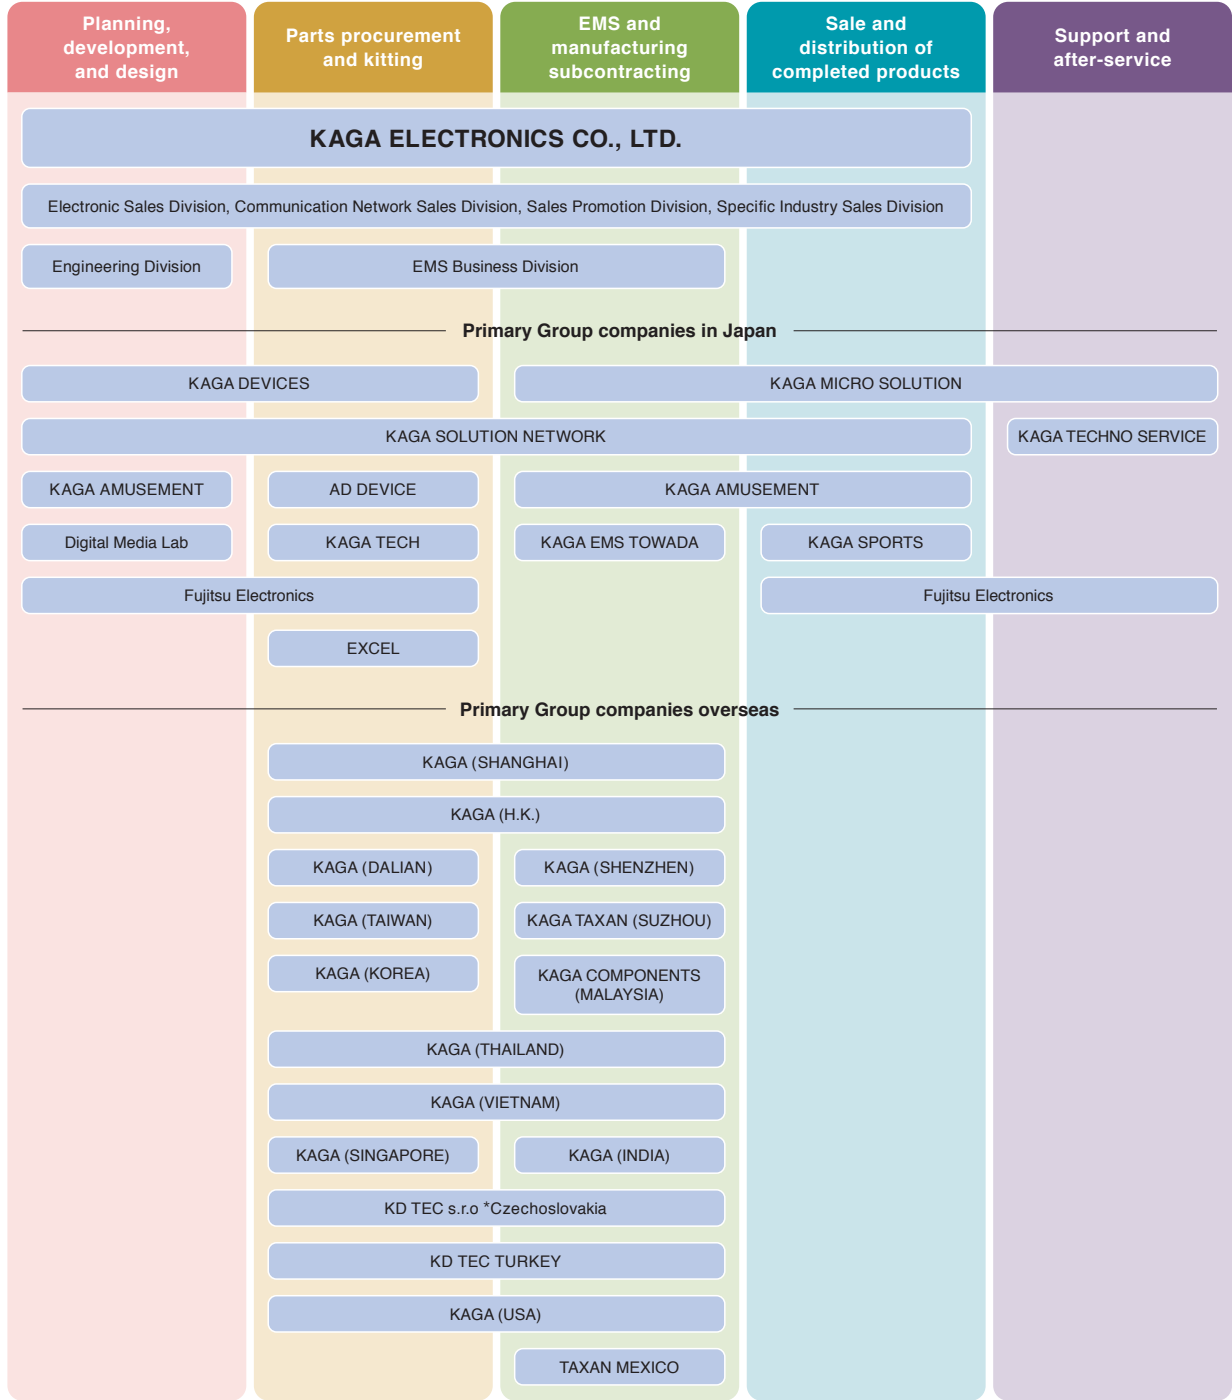 Planning,
development,
and design
Parts procurement
and kitting
EMS and
manufacturing
subcontracting
Sale and
distribution of
completed products
Support and
after-service
KAGA ELECTRONICS CO., LTD.
Electronic Sales Division, Communication Network Sales Division, Sales Promotion Division, Specific Industry Sales Division
Engineering Division
EMS Business Division
Primary Group companies in Japan
KAGA DEVICES
KAGA MICRO SOLUTION
KAGA SOLUTION NETWORK
KAGA TECHNO SERVICE
KAGA AMUSEMENT
AD DEVICE
KAGA AMUSEMENT
Digital Media Lab
KAGA TECH
KAGA EMS TOWADA
KAGA SPORTS
Fujitsu Electronics
Fujitsu Electronics
EXCEL
Primary Group companies overseas
KAGA (SHANGHAI)
KAGA (H.K.)
KAGA (DALIAN)
KAGA (SHENZHEN)
KAGA (TAIWAN)
KAGA TAXAN (SUZHOU)
KAGA (KOREA)
KAGA COMPONENTS
(MALAYSIA)
KAGA (THAILAND)
KAGA (VIETNAM)
KAGA (SINGAPORE)
KAGA (INDIA)
KD TEC s.r.o *Czechoslovakia
KD TEC TURKEY
KAGA (USA)
TAXAN MEXICO